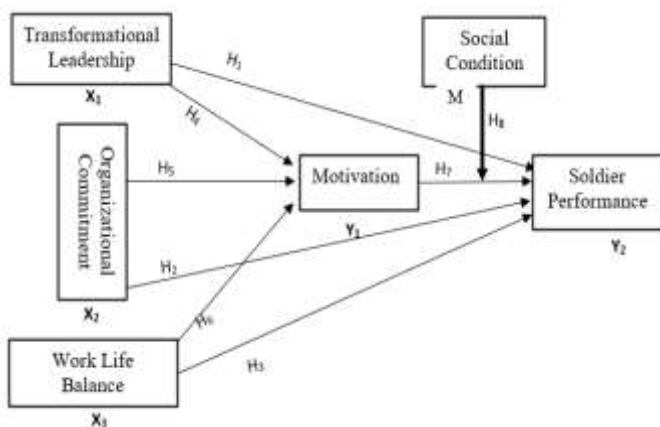 Transformational
Leadership
X₁
Social
Condition
M
H₁
H₄
H₈
Organizational
Commitment
X₂
H₅
Motivation
Y₁
H₇
Soldier
Performance
Y₂
H₂
H₆
H₃
Work Life
Balance
X₃